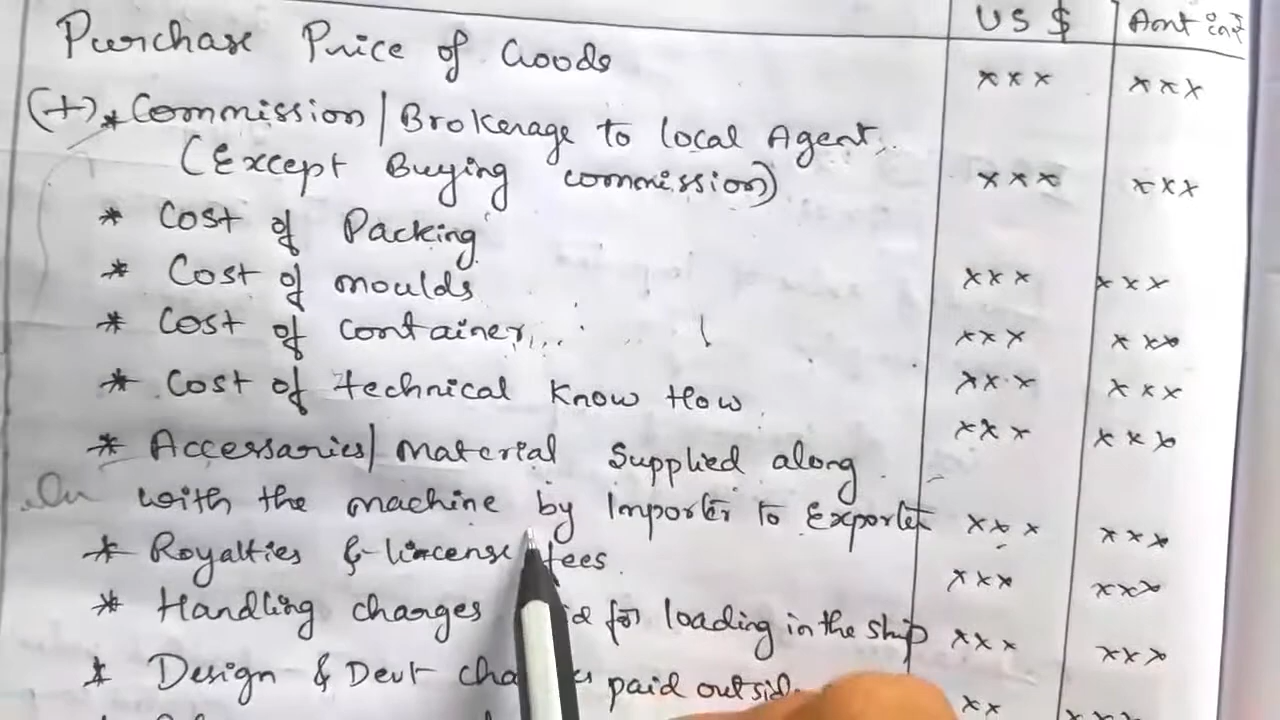 US $ Amt in ₹
Purchase Price of Goods xxx xxx
(+) * Commission / Brokerage to local Agent
(Except Buying commission) xxx xxx
* Cost of Packing
* Cost of moulds xxx xxx
* Cost of container xxx xxx
* Cost of technical Know How xxx xxx
* Accessaries / material Supplied along xxx xxx
with the machine by Importer to Exporter xxx xxx
* Royalties & fees xxx xxx
* Handling charges for loading in the ship xxx xxx
* Design & Devt paid xx xxx